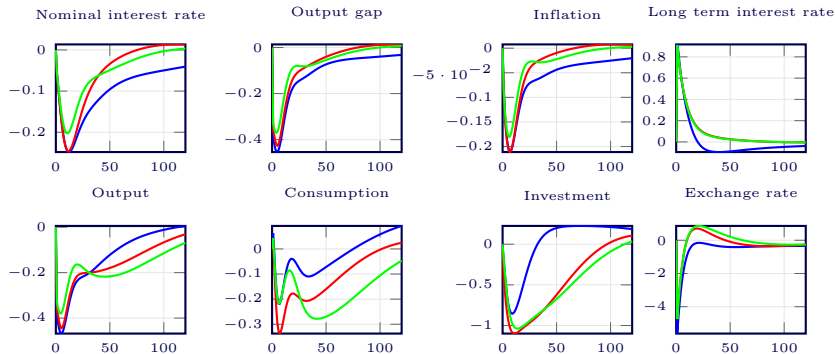 Nominal interest rate
Output gap
Inflation
Long term interest rate
0
−0.1
−0.2
0 50 100
0
−0.2
−0.4
0 50 100
0
−5 · 10−2
−0.1
−0.15
−0.2
0 50 100
0.8
0.6
0.4
0.2
0
0 50 100
Output
Consumption
Investment
Exchange rate
0
−0.2
−0.4
0 50 100
0
−0.1
−0.2
−0.3
0 50 100
0
−0.5
−1
0 50 100
0
−2
−4
0 50 100